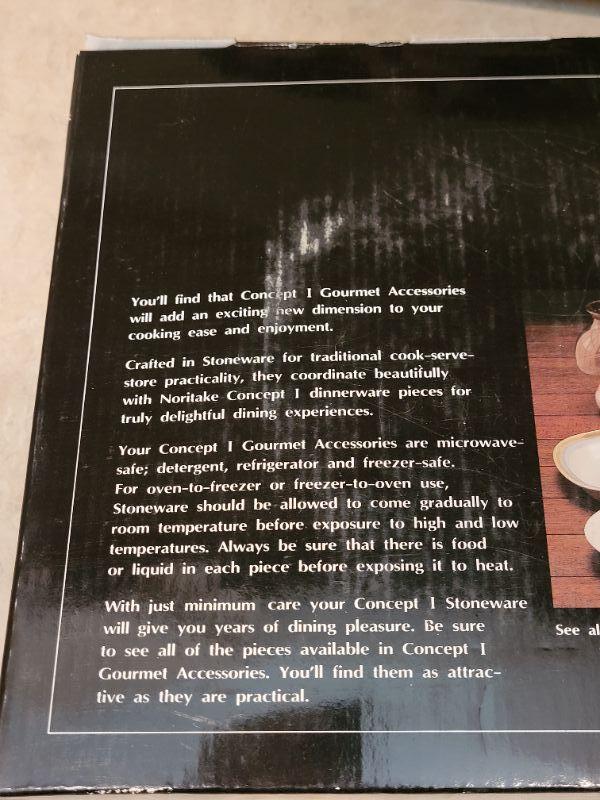 You'll find that Concept I Gourmet Accessories
will add an exciting new dimension to your
cooking ease and enjoyment.
Crafted in Stoneware for traditional cook-serve-
store practicality, they coordinate beautifully
with Noritake Concept I dinnerware pieces for
truly delightful dining experiences.
Your Concept I Gourmet Accessories are microwave-
safe; detergent, refrigerator and freezer-safe.
For oven-to-freezer or freezer-to-oven use,
Stoneware should be allowed to come gradually to
room temperature before exposure to high and low
temperatures. Always be sure that there is food
or liquid in each piece before exposing it to heat.
With just minimum care your Concept I Stoneware
will give you years of dining pleasure. Be sure
to see all of the pieces available in Concept I
Gourmet Accessories. You'll find them as attrac-
tive as they are practical.
See al